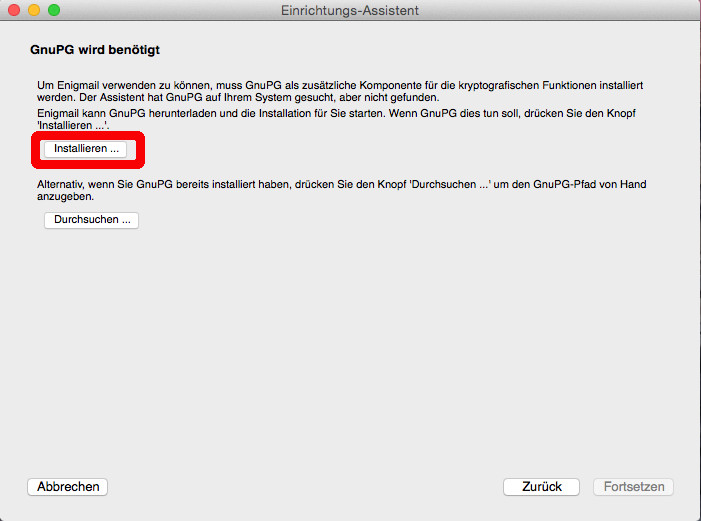 Einrichtungs-Assistent
GnuPG wird benötigt
Um Enigmail verwenden zu können, muss GnuPG als zusätzliche Komponente für die kryptografischen Funktionen installiert
werden. Der Assistent hat GnuPG auf Ihrem System gesucht, aber nicht gefunden.
Enigmail kann GnuPG herunterladen und die Installation für Sie starten. Wenn GnuPG dies tun soll, drücken Sie den Knopf
'Installieren ...'.
Installieren ...
Alternativ, wenn Sie GnuPG bereits installiert haben, drücken Sie den Knopf 'Durchsuchen ...' um den GnuPG-Pfad von Hand
anzugeben.
Durchsuchen ...
Abbrechen
Zurück
Fortsetzen